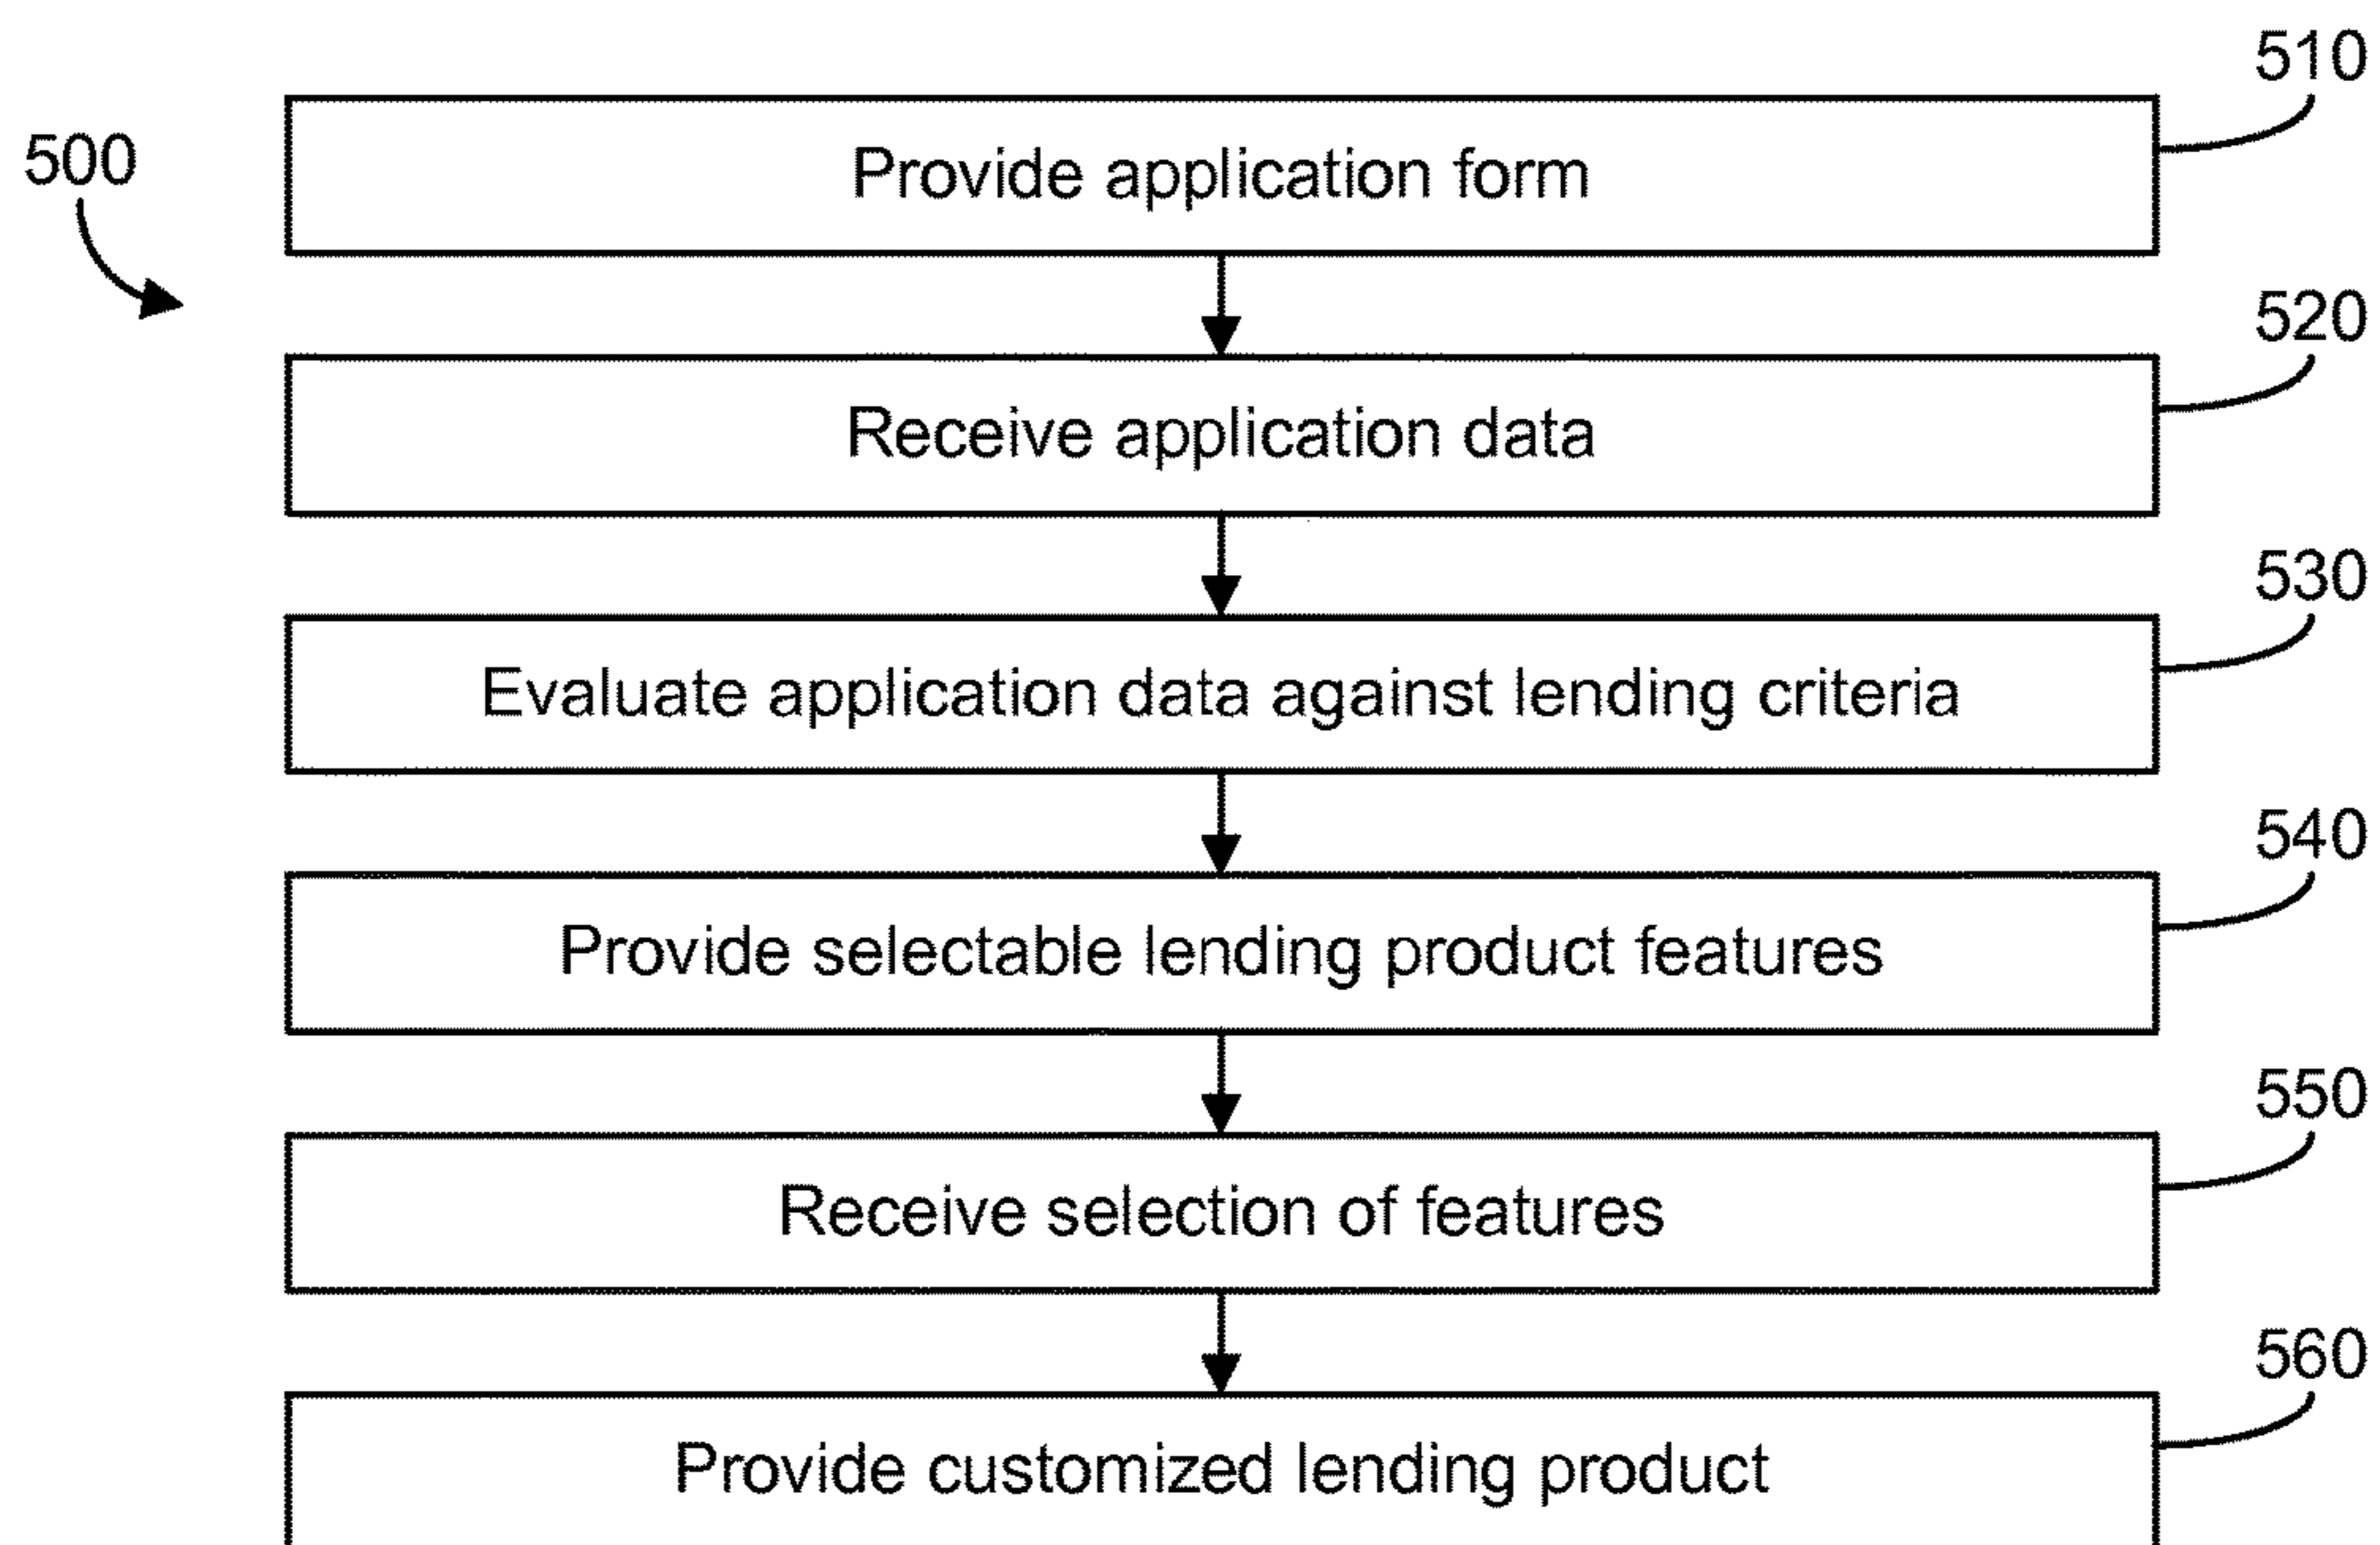 510
500
Provide application form
520
Receive application data
530
Evaluate application data against lending criteria
540
Provide selectable lending product features
550
Receive selection of features
560
Provide customized lending product